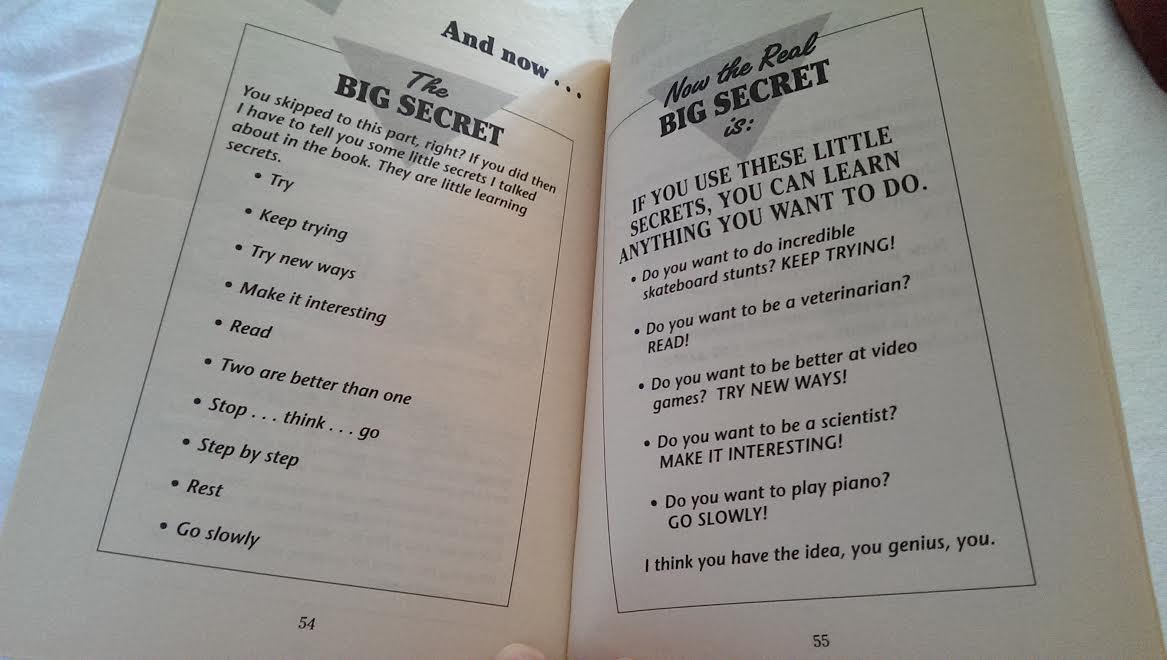 And now . . .
The
BIG SECRET
You skipped to this part, right? If you did then
I have to tell you some little secrets I talked
about in the book. They are little learning
secrets.
• Try
• Keep trying
• Try new ways
• Make it interesting
• Read
• Two are better than one
• Stop . . . think . . . go
• Step by step
• Rest
• Go slowly
54
Now the Real
BIG SECRET
is:
IF YOU USE THESE LITTLE
SECRETS, YOU CAN LEARN
ANYTHING YOU WANT TO DO.
• Do you want to do incredible
skateboard stunts? KEEP TRYING!
• Do you want to be a veterinarian?
READ!
• Do you want to be better at video
games? TRY NEW WAYS!
• Do you want to be a scientist?
MAKE IT INTERESTING!
• Do you want to play piano?
GO SLOWLY!
I think you have the idea, you genius, you.
55